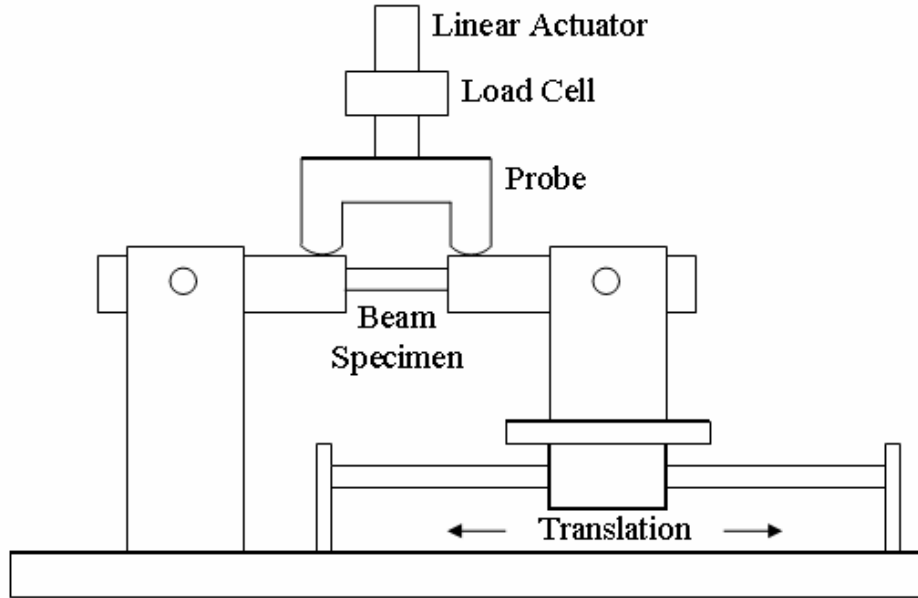 Linear Actuator
Load Cell
Probe
Beam
Specimen
Translation